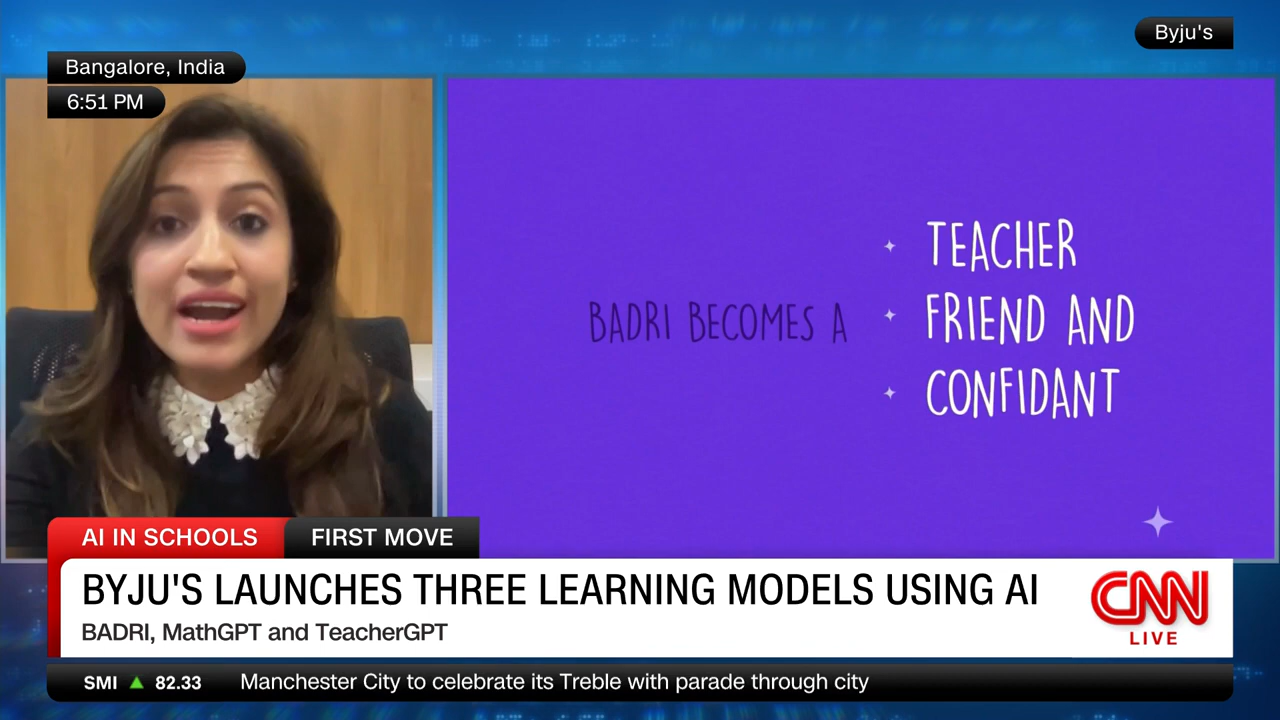 Byju's
Bangalore, India
6:51 PM
BADRI BECOMES A
TEACHER
FRIEND AND
CONFIDANT
AI IN SCHOOLS
FIRST MOVE
BYJU'S LAUNCHES THREE LEARNING MODELS USING AI
BADRI, MathGPT and TeacherGPT
CNN
LIVE
SMI ▲ 82.33 Manchester City to celebrate its Treble with parade through city